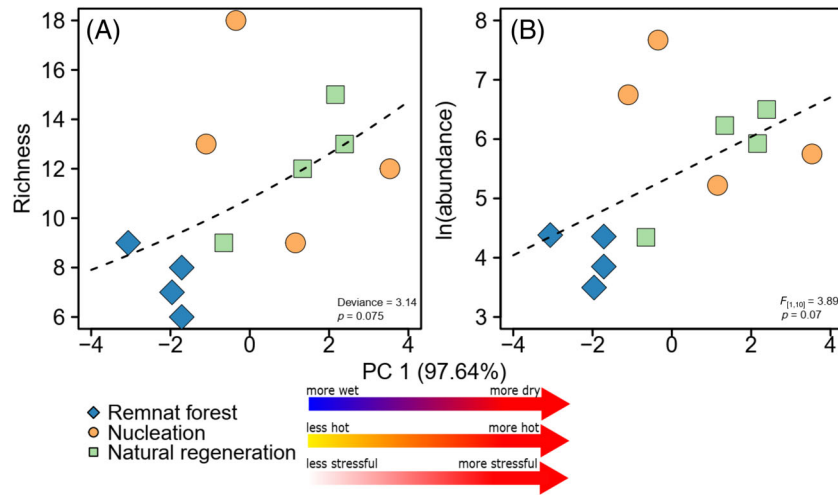 (A)
Richness
18
16
14
12
10
8
6
−4 −2 0 2 4
Deviance = 3.14
p = 0.075
(B)
ln(abundance)
8
7
6
5
4
3
−4 −2 0 2 4
F[1,10] = 3.89
p = 0.07
PC 1 (97.64%)
Remnat forest
Nucleation
Natural regeneration
more wet more dry
less hot more hot
less stressful more stressful